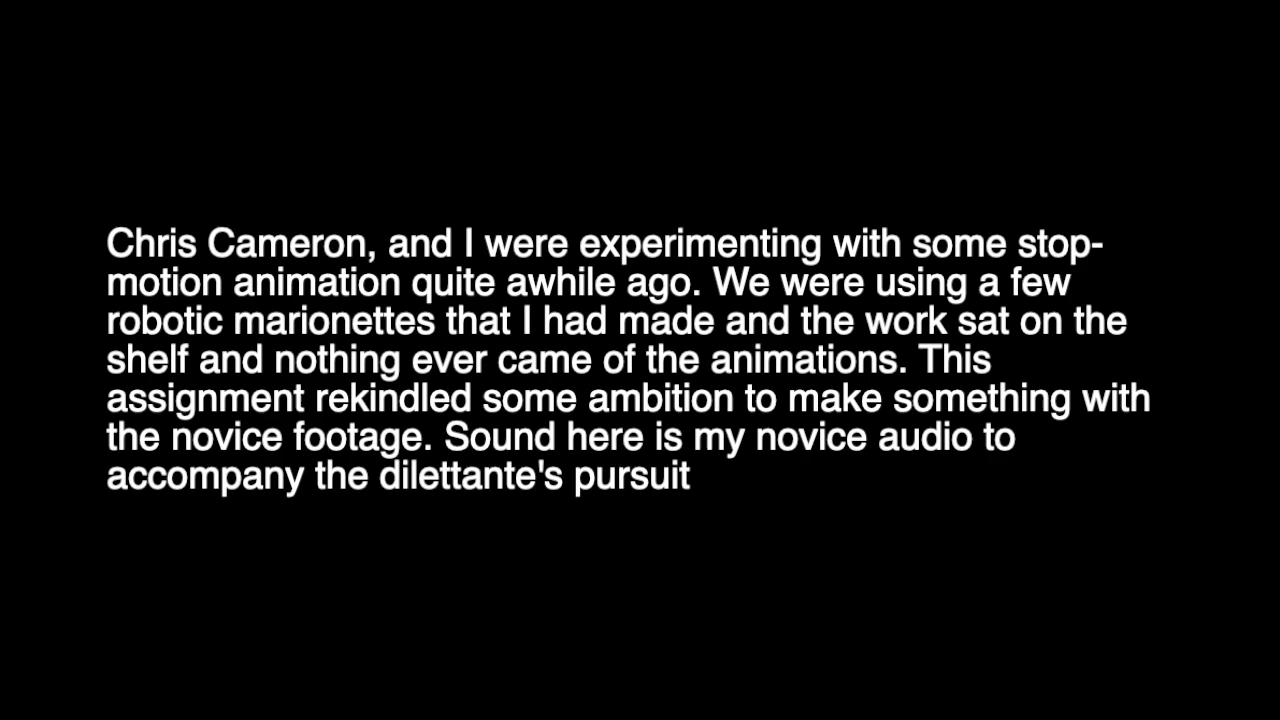 Chris Cameron, and I were experimenting with some stop-
motion animation quite awhile ago. We were using a few
robotic marionettes that I had made and the work sat on the
shelf and nothing ever came of the animations. This
assignment rekindled some ambition to make something with
the novice footage. Sound here is my novice audio to
accompany the dilettante's pursuit